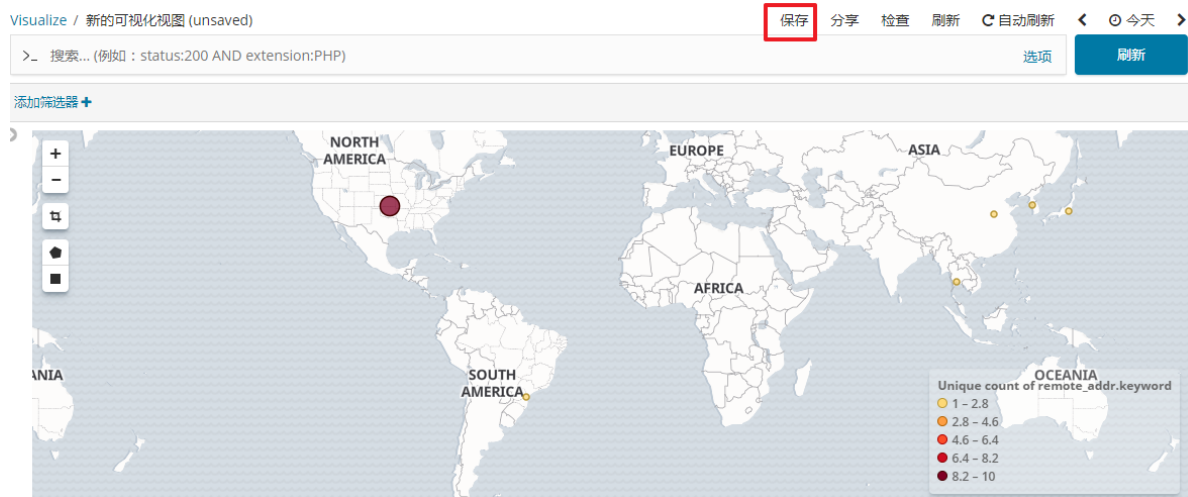 Visualize / 新的可视化视图 (unsaved) 保存 分享 检查 刷新 自动刷新 今天
>_ 搜索... (例如：status:200 AND extension:PHP) 选项 刷新
添加筛选器 +
+
−
NORTH
AMERICA
EUROPE
ASIA
AFRICA
SOUTH
AMERICA
ANIA
OCEANIA
Unique count of remote_addr.keyword
1 – 2.8
2.8 – 4.6
4.6 – 6.4
6.4 – 8.2
8.2 – 10